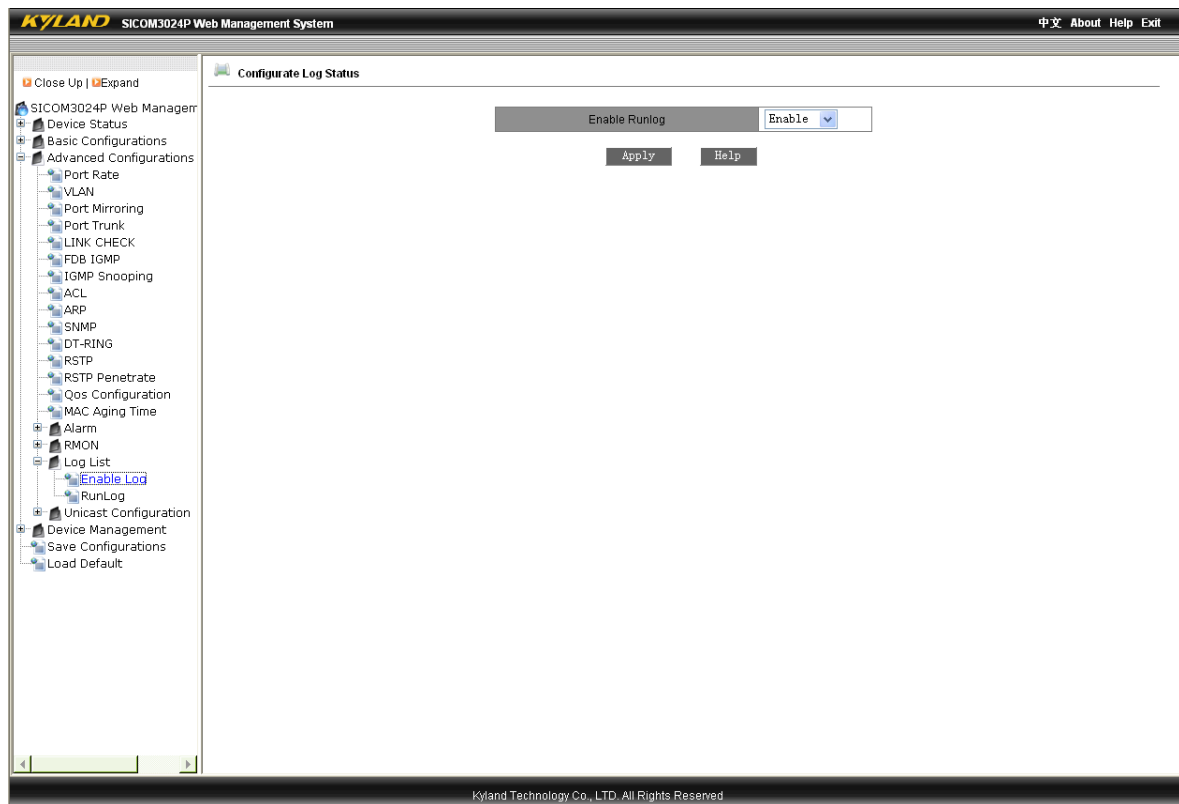 KYLAND SICOM3024P Web Management System
中文 About Help Exit
Close Up | Expand
SICOM3024P Web Managem
Device Status
Basic Configurations
Advanced Configurations
Port Rate
VLAN
Port Mirroring
Port Trunk
LINK CHECK
FDB IGMP
IGMP Snooping
ACL
ARP
SNMP
DT-RING
RSTP
RSTP Penetrate
Qos Configuration
MAC Aging Time
Alarm
RMON
Log List
Enable Log
RunLog
Unicast Configuration
Device Management
Save Configurations
Load Default
Configurate Log Status
Enable Runlog Enable
Apply Help
Kyland Technology Co., LTD. All Rights Reserved